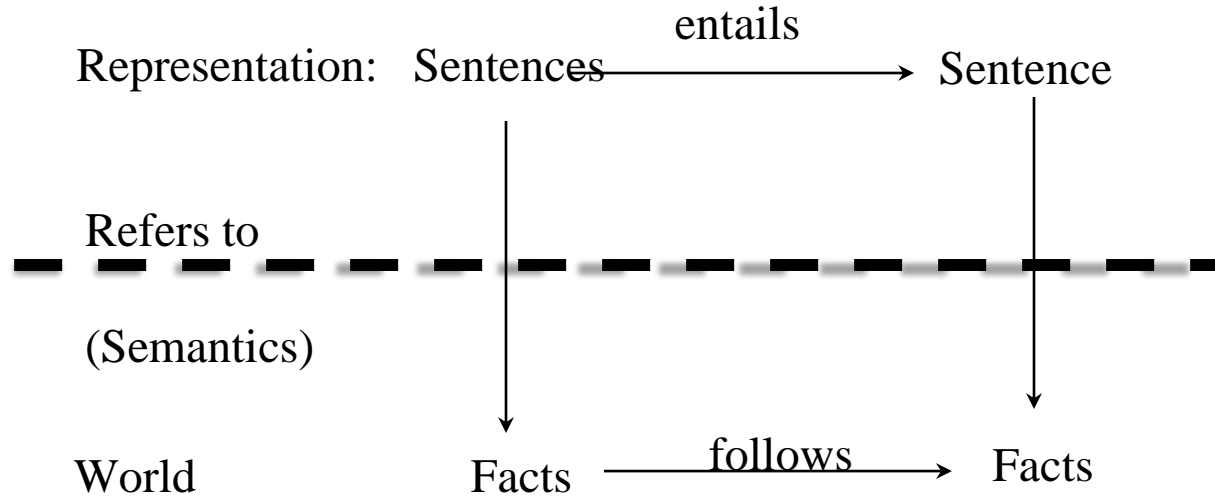 entails
Representation: Sentences Sentence
Refers to
(Semantics)
World Facts follows Facts